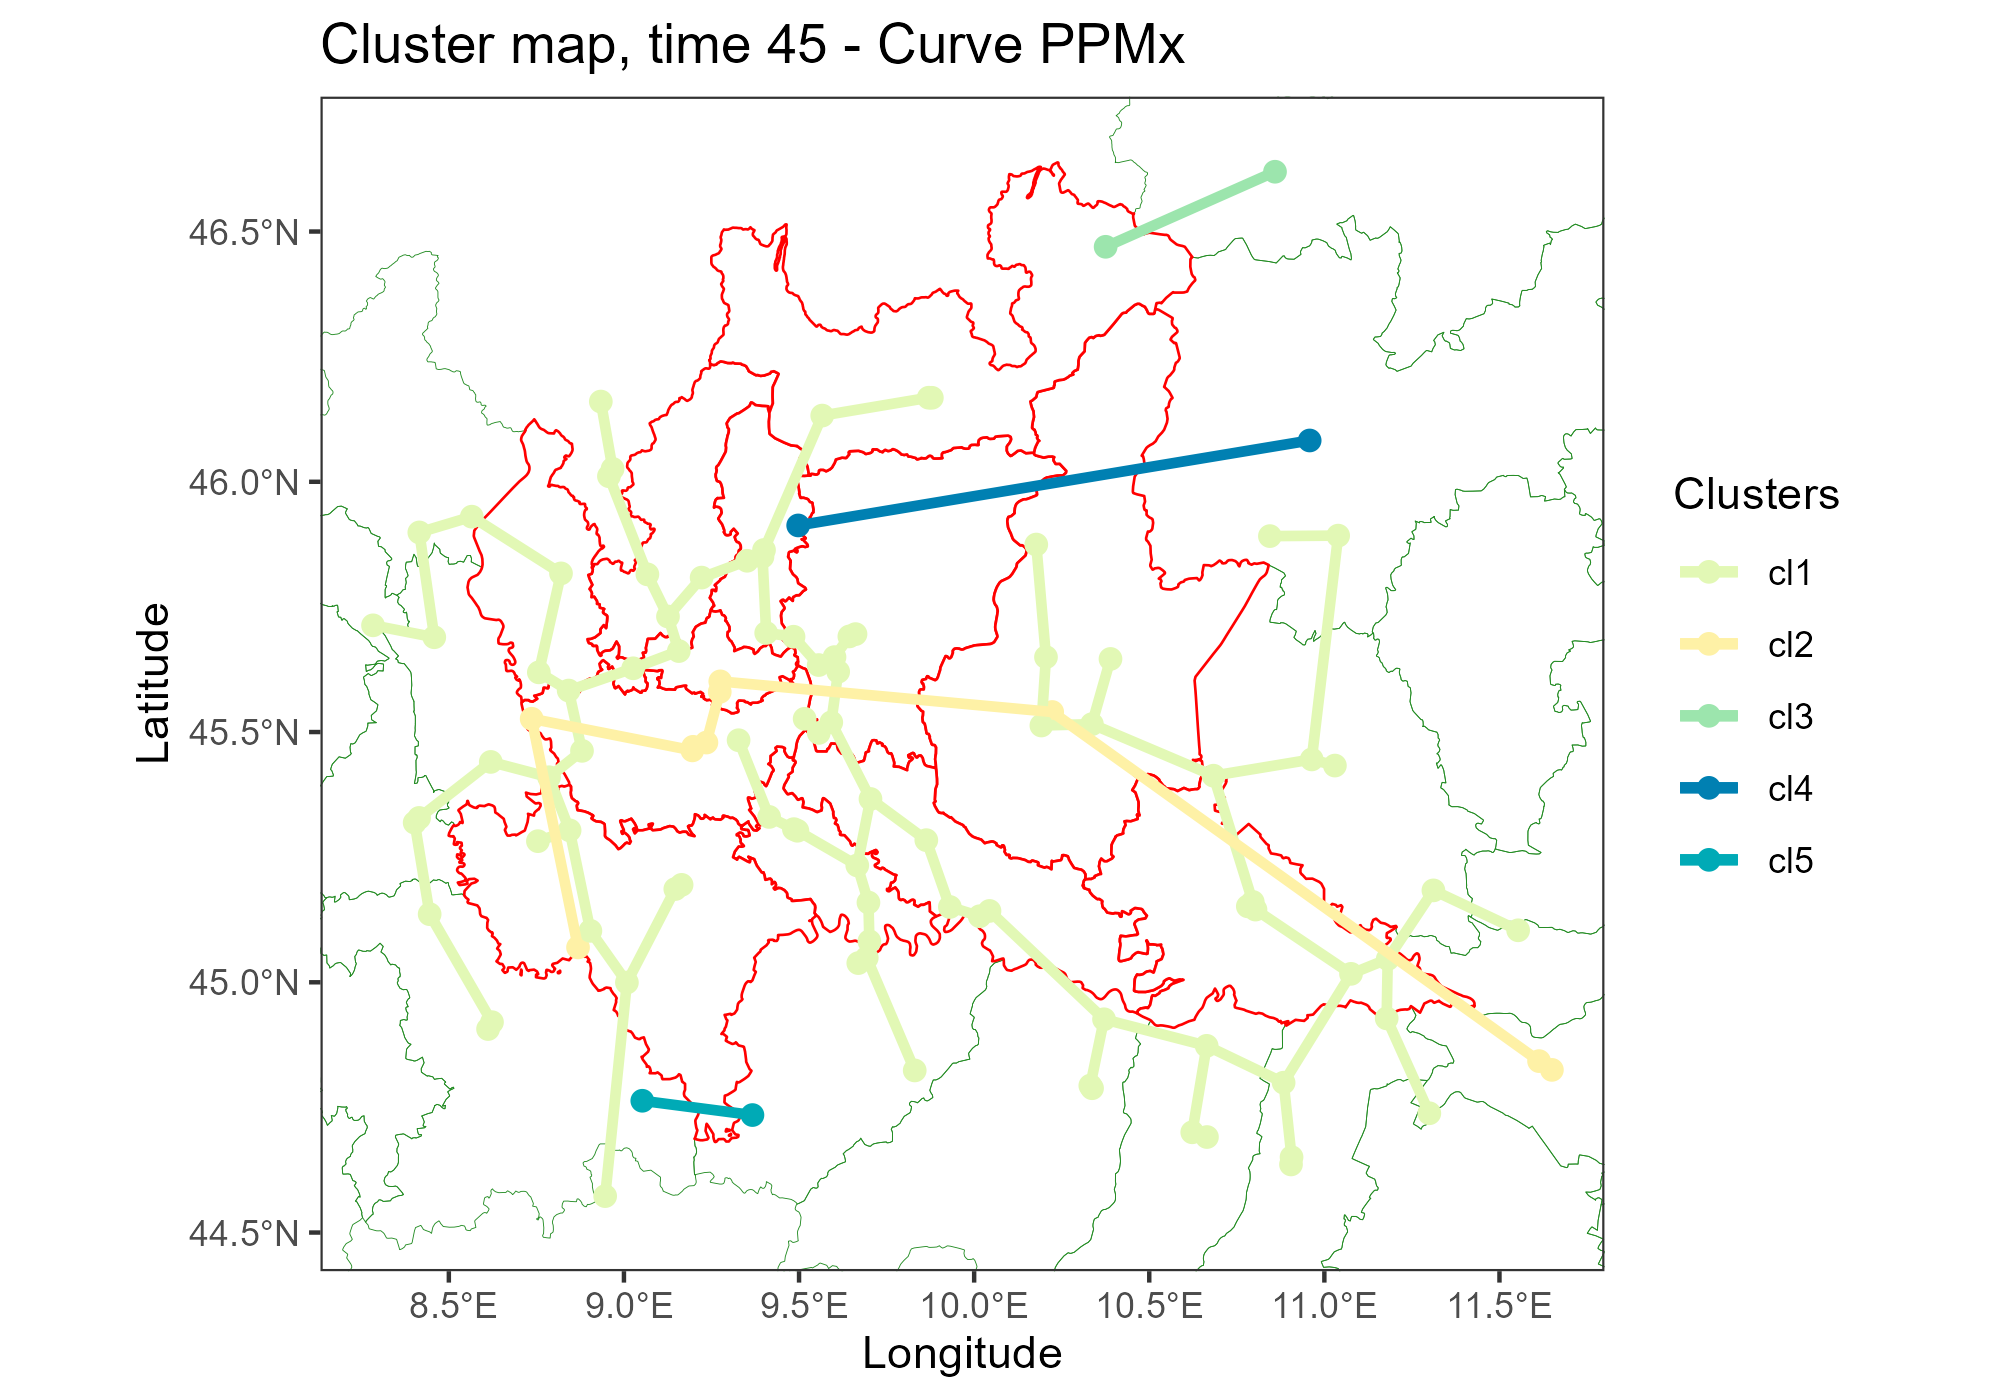 Cluster map, time 45 - Curve PPMx
46.5°N
46.0°N
45.5°N
45.0°N
44.5°N
Latitude
8.5°E
9.0°E
9.5°E
10.0°E
10.5°E
11.0°E
11.5°E
Longitude
Clusters
cl1
cl2
cl3
cl4
cl5